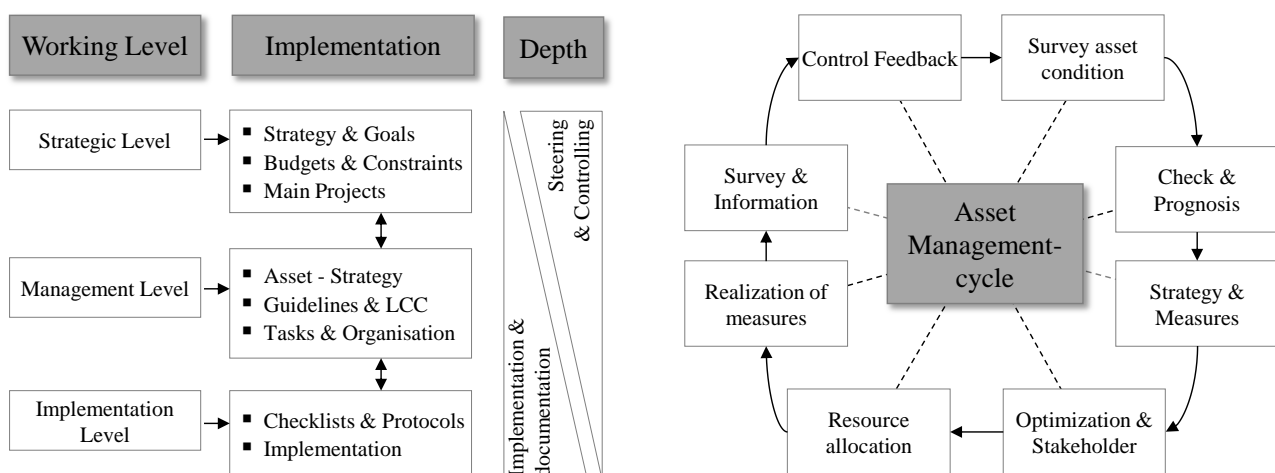 Working Level
Implementation
Depth
Strategic Level
▪ Strategy & Goals
▪ Budgets & Constraints
▪ Main Projects
Management Level
▪ Asset - Strategy
▪ Guidelines & LCC
▪ Tasks & Organisation
Implementation
Level
▪ Checklists & Protocols
▪ Implementation
Steering
& Controlling
Implementation &
documentation
Control Feedback
Survey asset
condition
Check &
Prognosis
Strategy &
Measures
Optimization &
Stakeholder
Resource
allocation
Realization of
measures
Survey &
Information
Asset
Management-
cycle